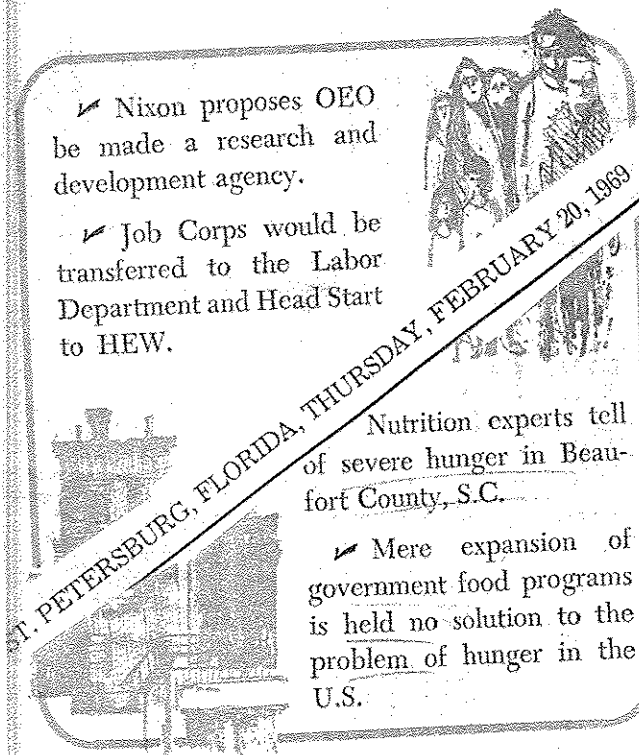 ✔ Nixon proposes OEO
be made a research and
development agency.
✔ Job Corps would be
transferred to the Labor
Department and Head Start
to HEW.
ST. PETERSBURG, FLORIDA, THURSDAY, FEBRUARY 20, 1969
Nutrition experts tell
of severe hunger in Beau-
fort County, S.C.
✔ Mere expansion of
government food programs
is held no solution to the
problem of hunger in the
U.S.